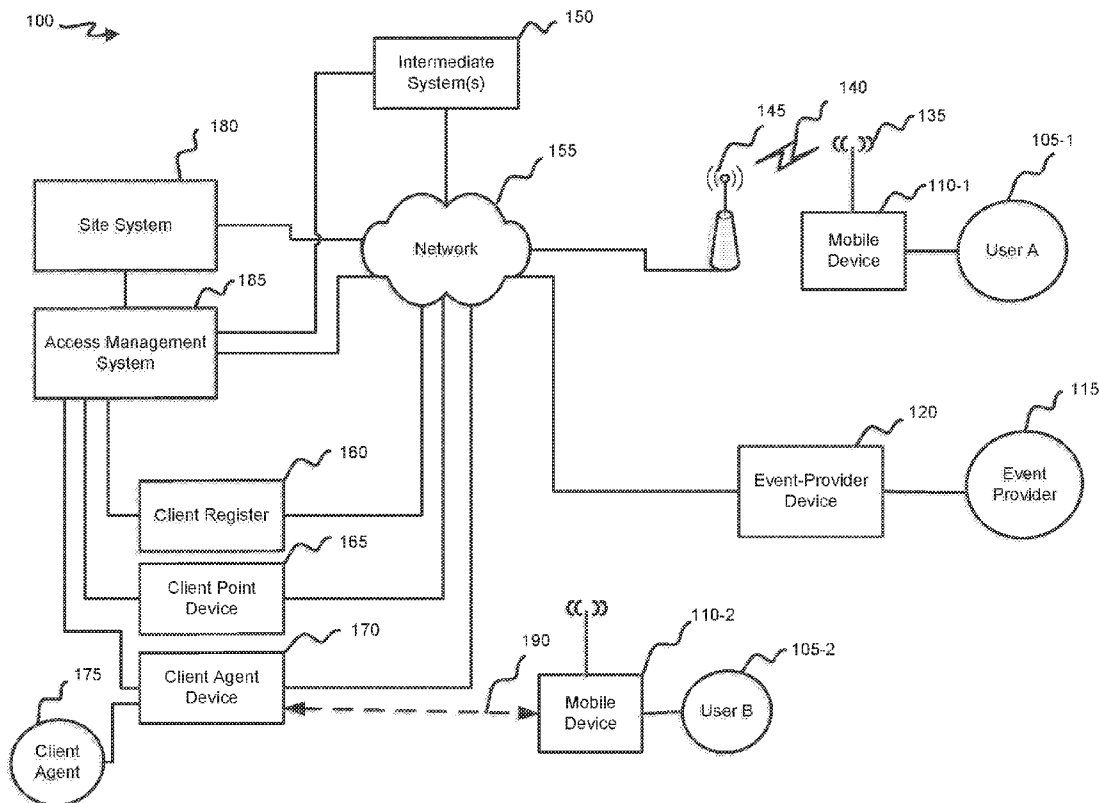 100
150
Intermediate
System(s)
180
155
145
140
135
105-1
110-1
Site System
Network
Mobile
Device
User A
185
Access Management
System
115
120
160
Event-Provider
Device
Event
Provider
Client Register
165
Client Point
Device
110-2
170
190
105-2
175
Client Agent
Device
Mobile
Device
User B
Client
Agent